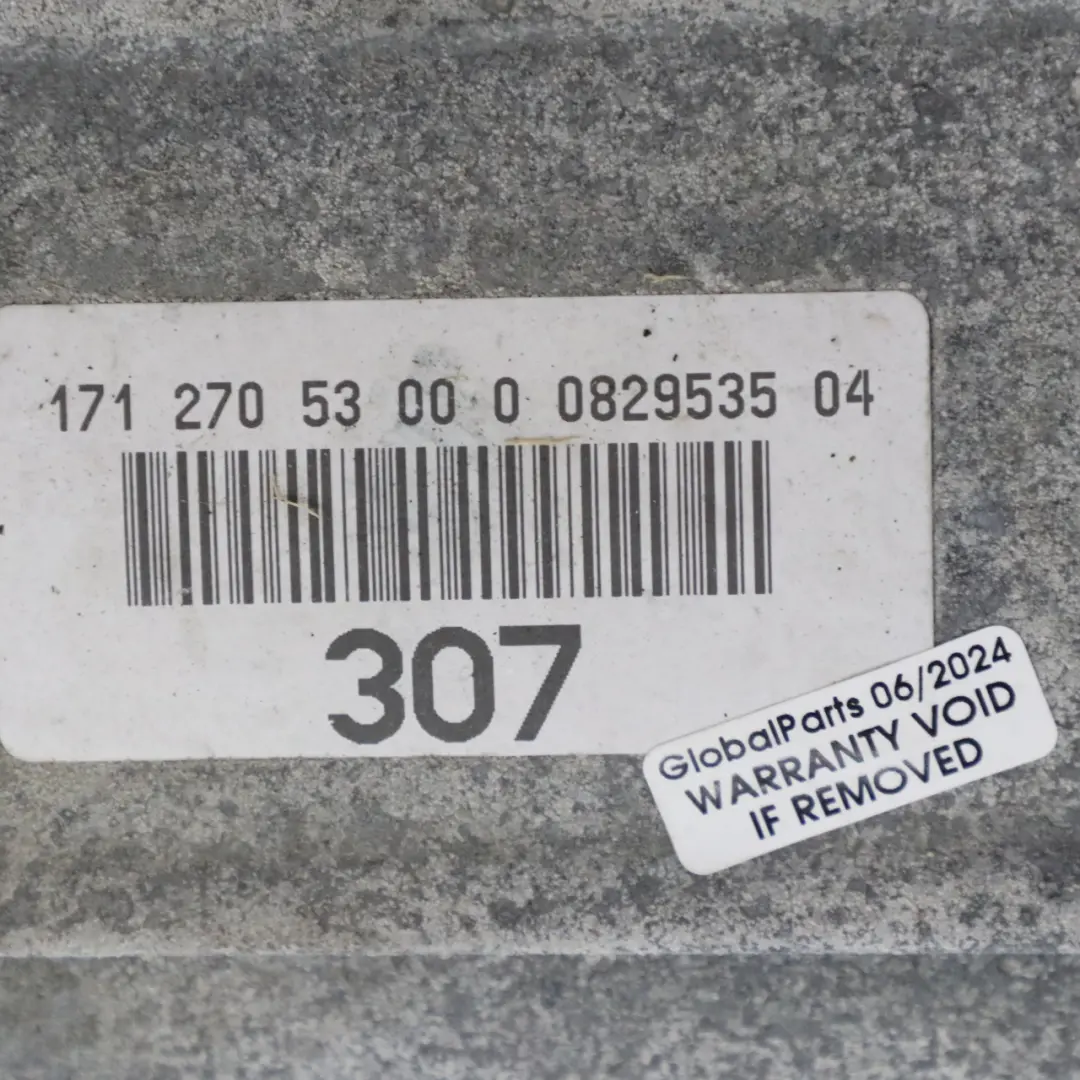 171 270 53 00 0 0829535 04
307
GlobalParts 06/2024
WARRANTY VOID
IF REMOVED